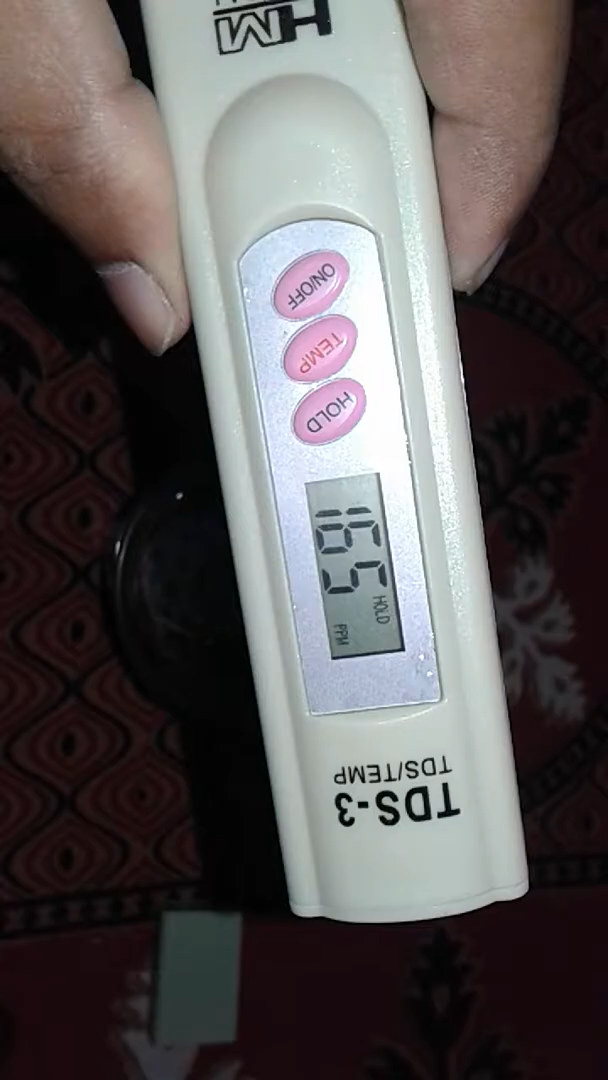 HM
ON/OFF
TEMP
HOLD
165
HOLD
PPM
TDS-3
TDS/TEMP